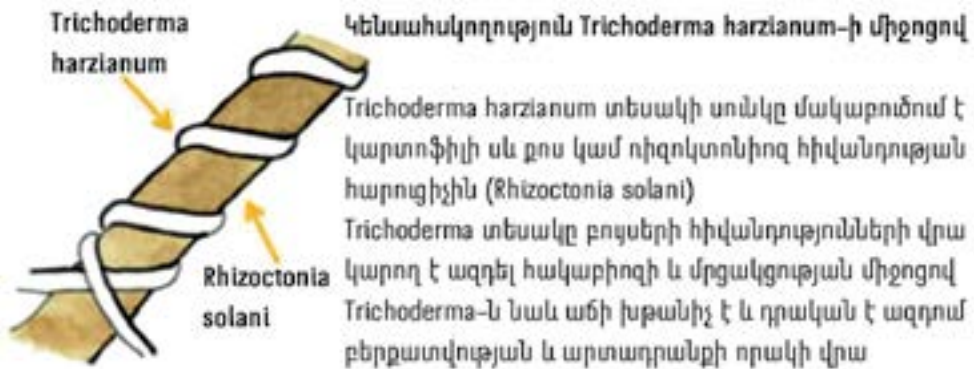 Trichoderma
harzianum
Կենսահսկողություն Trichoderma harzianum-ի միջոցով
Trichoderma harzianum տեսակի սունկը մակաբուծում է
կարտոֆիլի սև քոս կամ ռիզոկտոնիոզ հիվանդության
հարուցիչին (Rhizoctonia solani)
Trichoderma տեսակը բույսերի հիվանդությունների վրա
կարող է ազդել հակաբիոզի և մրցակցության միջոցով
Trichoderma-ն նաև աճի խթանիչ է և դրական է ազդում
բերքատվության և արտադրանքի որակի վրա
Rhizoctonia
solani